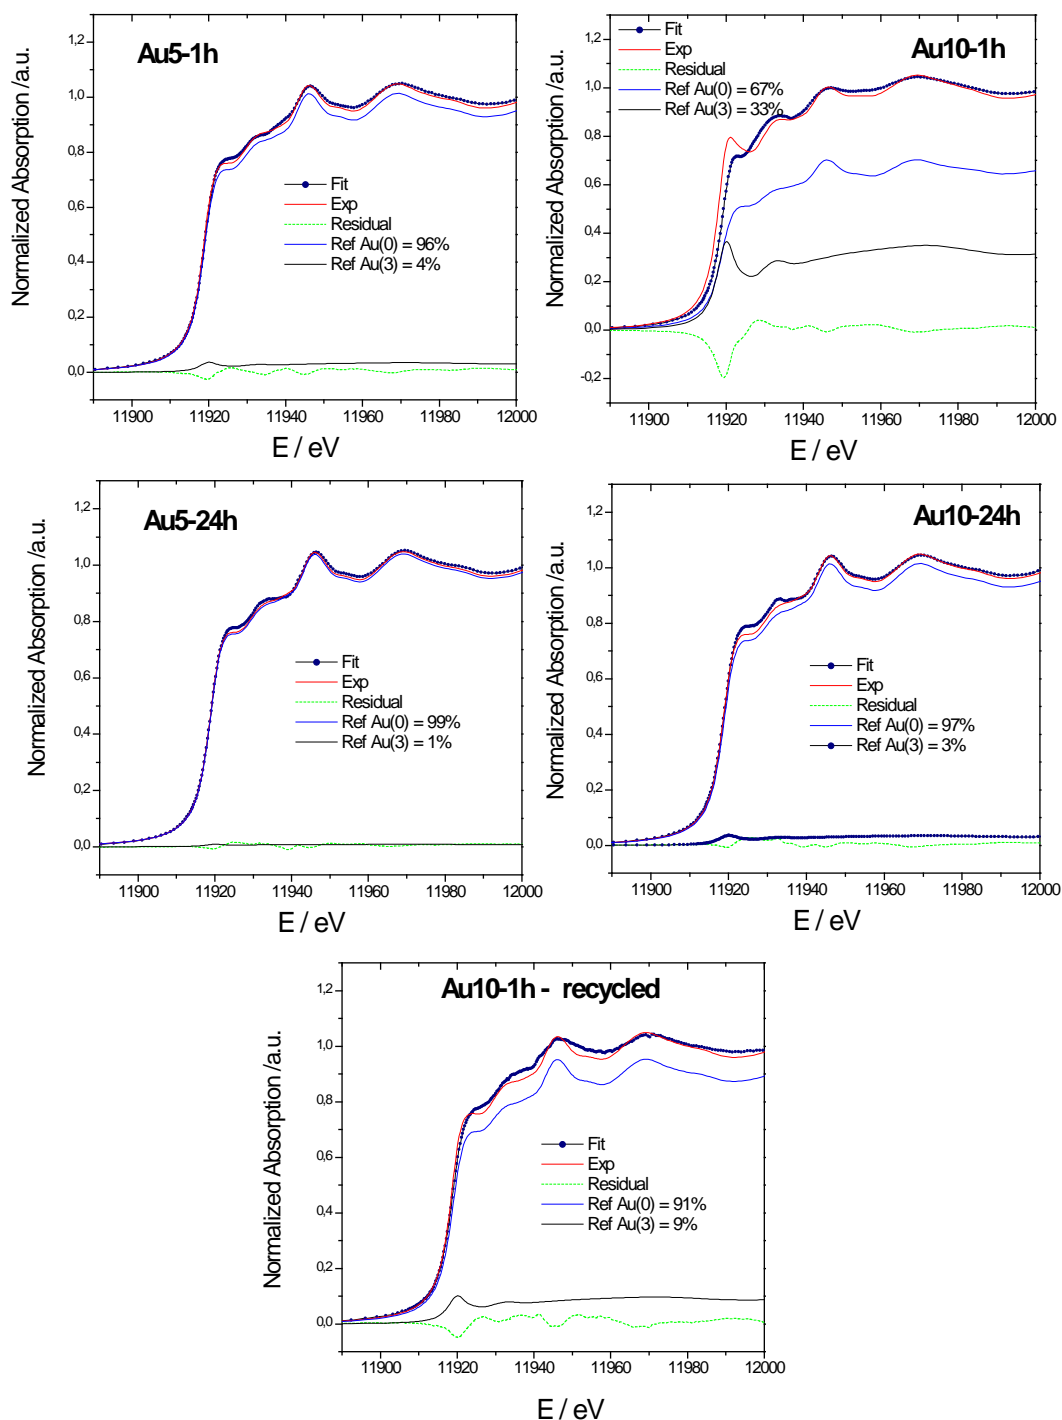 Au5-1h
Normalized Absorption /a.u.
1,2
1,0
0,8
0,6
0,4
0,2
0,0
Fit
Exp
Residual
Ref Au(0) = 96%
Ref Au(3) = 4%
11900 11920 11940 11960 11980 12000
E / eV
Au10-1h
Normalized Absorption /a.u.
1,2
1,0
0,8
0,6
0,4
0,2
0,0
-0,2
Fit
Exp
Residual
Ref Au(0) = 67%
Ref Au(3) = 33%
11900 11920 11940 11960 11980 12000
E / eV
Au5-24h
Normalized Absorption /a.u.
1,2
1,0
0,8
0,6
0,4
0,2
0,0
Fit
Exp
Residual
Ref Au(0) = 99%
Ref Au(3) = 1%
11900 11920 11940 11960 11980 12000
E / eV
Au10-24h
Normalized Absorption /a.u.
1,2
1,0
0,8
0,6
0,4
0,2
0,0
Fit
Exp
Residual
Ref Au(0) = 97%
Ref Au(3) = 3%
11900 11920 11940 11960 11980 12000
E / eV
Au10-1h - recycled
Normalized Absorption /a.u.
1,2
1,0
0,8
0,6
0,4
0,2
0,0
Fit
Exp
Residual
Ref Au(0) = 91%
Ref Au(3) = 9%
11900 11920 11940 11960 11980 12000
E / eV